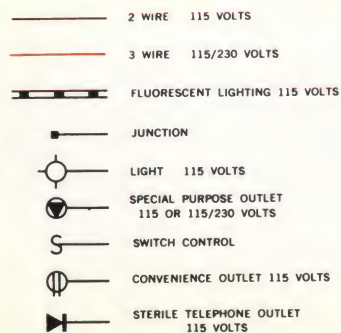 2 WIRE 115 VOLTS
3 WIRE 115/230 VOLTS
FLUORESCENT LIGHTING 115 VOLTS
JUNCTION
LIGHT 115 VOLTS
SPECIAL PURPOSE OUTLET
115 OR 115/230 VOLTS
SWITCH CONTROL
CONVENIENCE OUTLET 115 VOLTS
STERILE TELEPHONE OUTLET
115 VOLTS